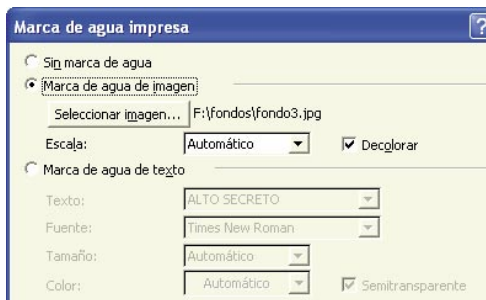 Marca de agua impresa ?
Sin marca de agua
Marca de agua de imagen
Seleccionar imagen... F:\fondos\fondo3.jpg
Escala: Automático Decolorar
Marca de agua de texto
Texto: ALTO SECRETO
Fuente: Times New Roman
Tamaño: Automático
Color: Automático Semitransparente